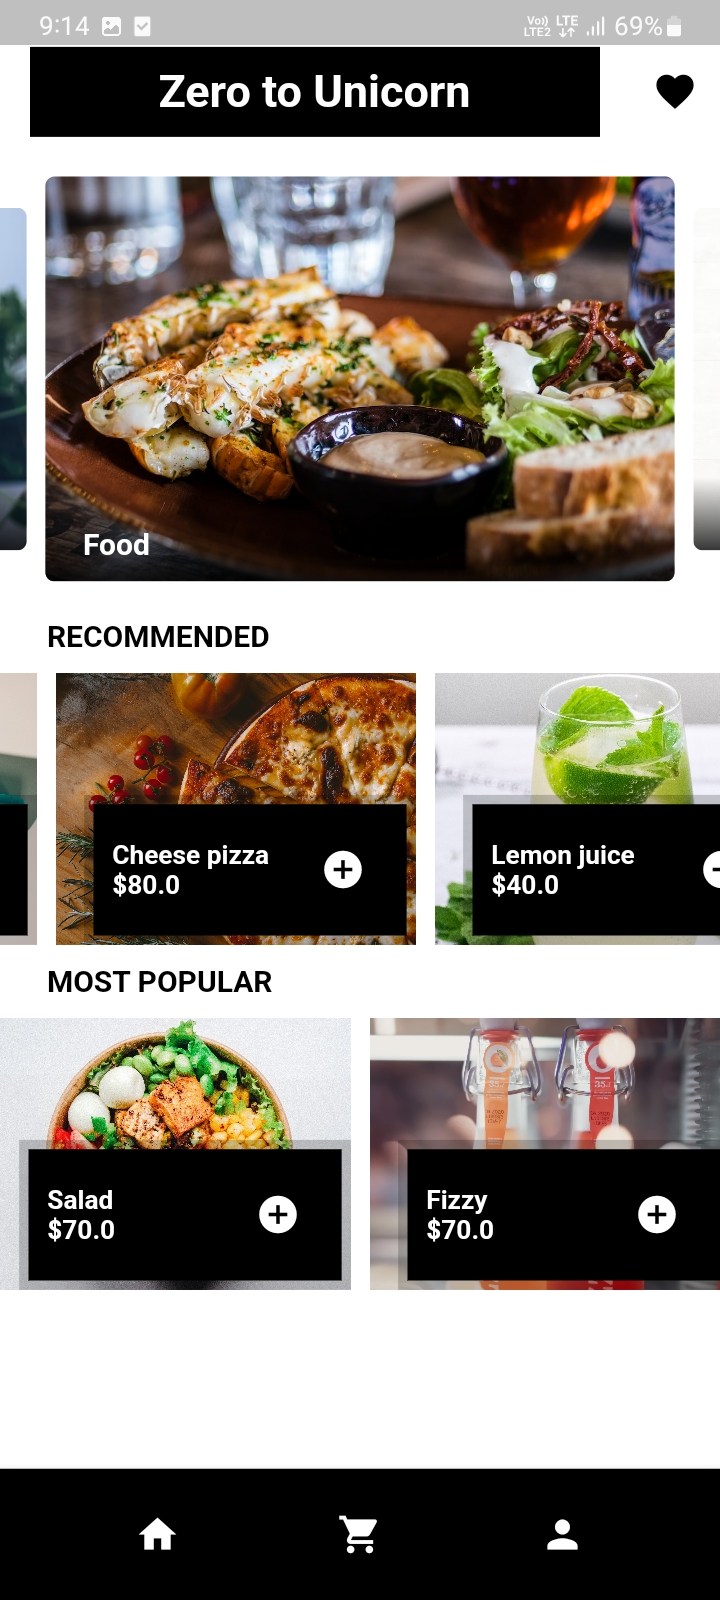 9:14
Vo) LTE
LTE2
69%
Zero to Unicorn
Food
RECOMMENDED
Cheese pizza
$80.0
Lemon juice
$40.0
MOST POPULAR
Salad
$70.0
Fizzy
$70.0